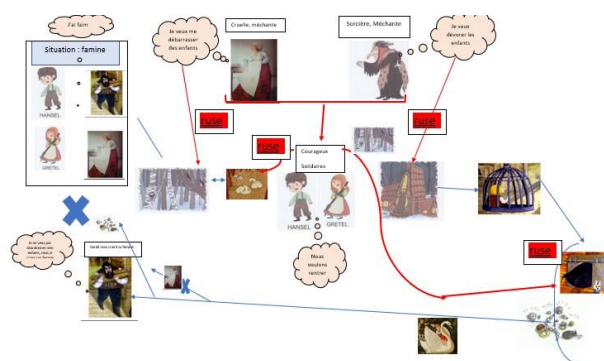 J'ai faim
Situation : famine
HANSEL
GRETEL
Je veux me
débarrasser
des enfants
Cruelle, méchante
Sorcière, Méchante
Je veux
dévorer les
enfants
ruse
ruse
ruse
Courageux
Solidaires
HANSEL
GRETEL
Nous
voulons
rentrer
ruse